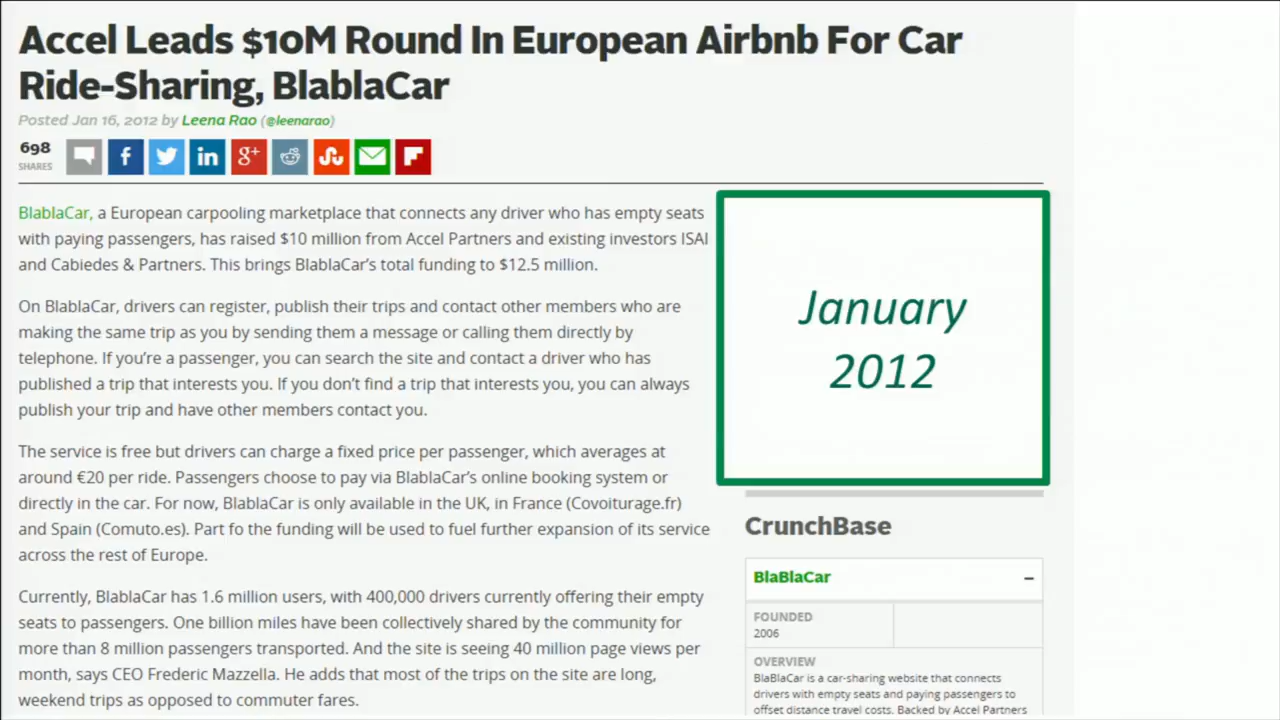 Accel Leads $10M Round In European Airbnb For Car
Ride-Sharing, BlablaCar
Posted Jan 16, 2012 by Leena Rao (@leenarao)
698
SHARES
BlablaCar, a European carpooling marketplace that connects any driver who has empty seats
with paying passengers, has raised $10 million from Accel Partners and existing investors ISAI
and Cabiedes & Partners. This brings BlablaCar's total funding to $12.5 million.
On BlablaCar, drivers can register, publish their trips and contact other members who are
making the same trip as you by sending them a message or calling them directly by
telephone. If you're a passenger, you can search the site and contact a driver who has
published a trip that interests you. If you don't find a trip that interests you, you can always
publish your trip and have other members contact you.
The service is free but drivers can charge a fixed price per passenger, which averages at
around €20 per ride. Passengers choose to pay via BlablaCar's online booking system or
directly in the car. For now, BlablaCar is only available in the UK, in France (Covoiturage.fr)
and Spain (Comuto.es). Part fo the funding will be used to fuel further expansion of its service
across the rest of Europe.
Currently, BlablaCar has 1.6 million users, with 400,000 drivers currently offering their empty
seats to passengers. One billion miles have been collectively shared by the community for
more than 8 million passengers transported. And the site is seeing 40 million page views per
month, says CEO Frederic Mazzella. He adds that most of the trips on the site are long,
weekend trips as opposed to commuter fares.
January
2012
CrunchBase
BlaBlaCar
FOUNDED
2006
OVERVIEW
BlaBlaCar is a car-sharing website that connects
drivers with empty seats and paying passengers to
offset distance travel costs. Backed by Accel Partners